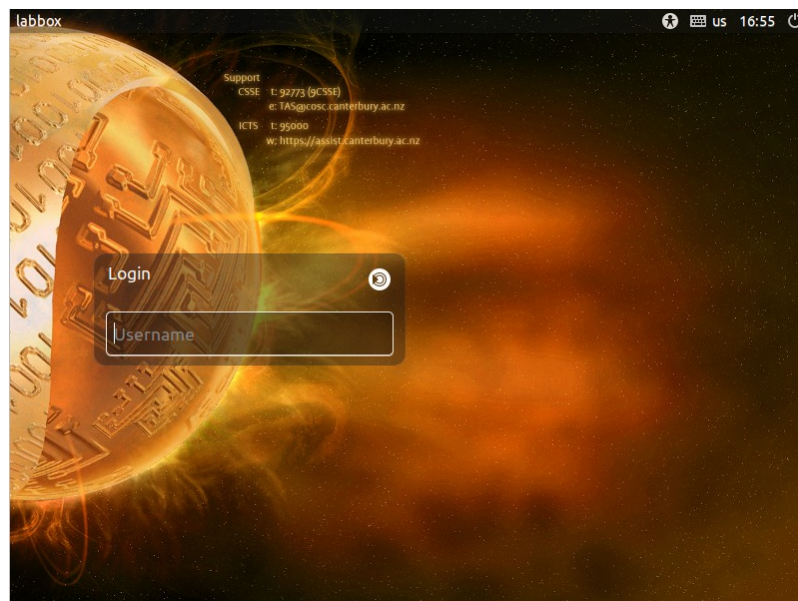 labbox
us 16:55
Support
CSSE t: 92773 (9CSSE)
e: TAS@cosc.canterbury.ac.nz
ICTS t: 95000
w: https://assist.canterbury.ac.nz
Login
Username